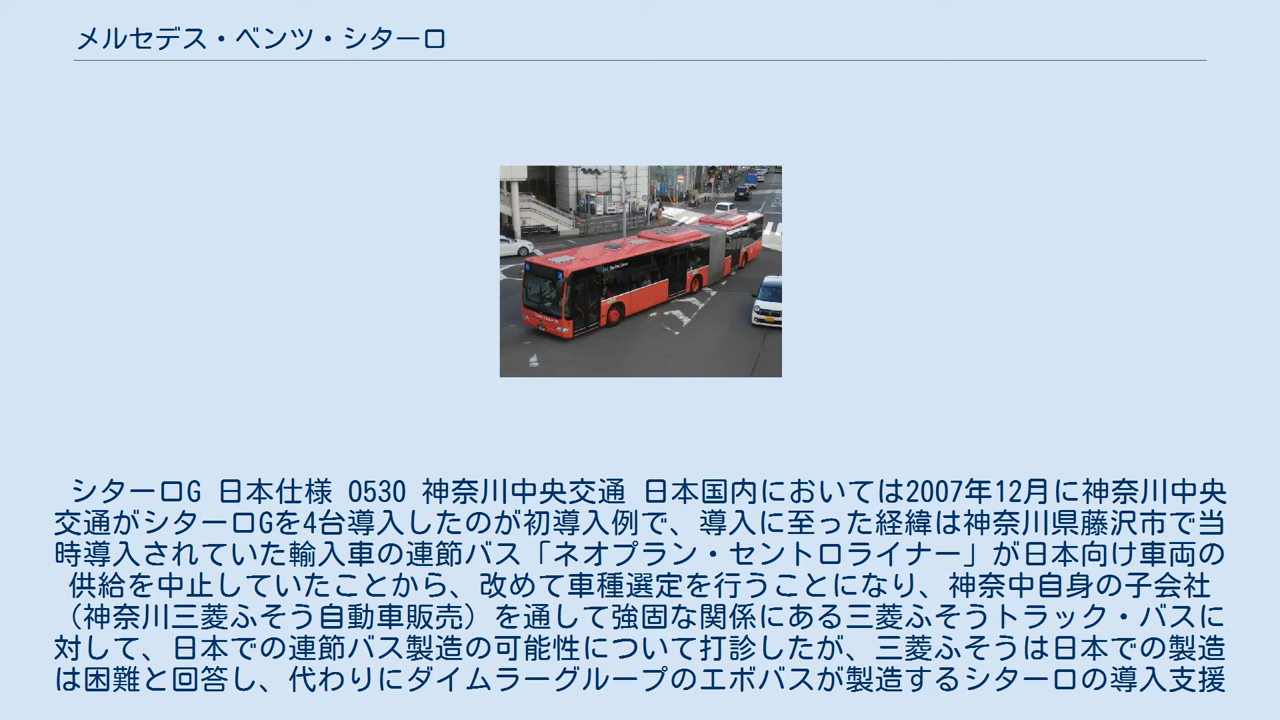 メルセデス・ベンツ・シターロ
シターロG 日本仕様 O530 神奈川中央交通 日本国内においては2007年12月に神奈川中央
交通がシターロGを4台導入したのが初導入例で、導入に至った経緯は神奈川県藤沢市で当
時導入されていた輸入車の連節バス「ネオプラン・セントロライナー」が日本向け車両の
供給を中止していたことから、改めて車種選定を行うことになり、神奈中自身の子会社
（神奈川三菱ふそう自動車販売）を通して強固な関係にある三菱ふそうトラック・バスに
対して、日本での連節バス製造の可能性について打診したが、三菱ふそうは日本での製造
は困難と回答し、代わりにダイムラーグループのエボバスが製造するシターロの導入支援